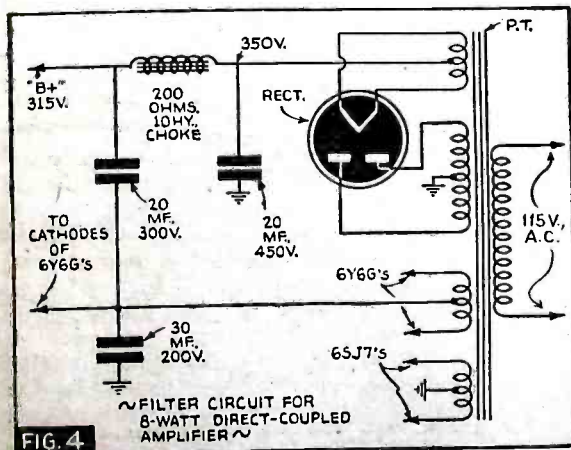 P.T.
350V.
"B+"
315V.
200
OHMS,
10HY.,
CHOKE
RECT.
20
MF.,
300V.
20
MF.,
450V.
115V.,
A.C.
TO
CATHODES
OF
6Y6G's
6Y6G's
30
MF.,
200V.
6SJ7's
~FILTER CIRCUIT FOR
8-WATT DIRECT-COUPLED
AMPLIFIER~
FIG. 4